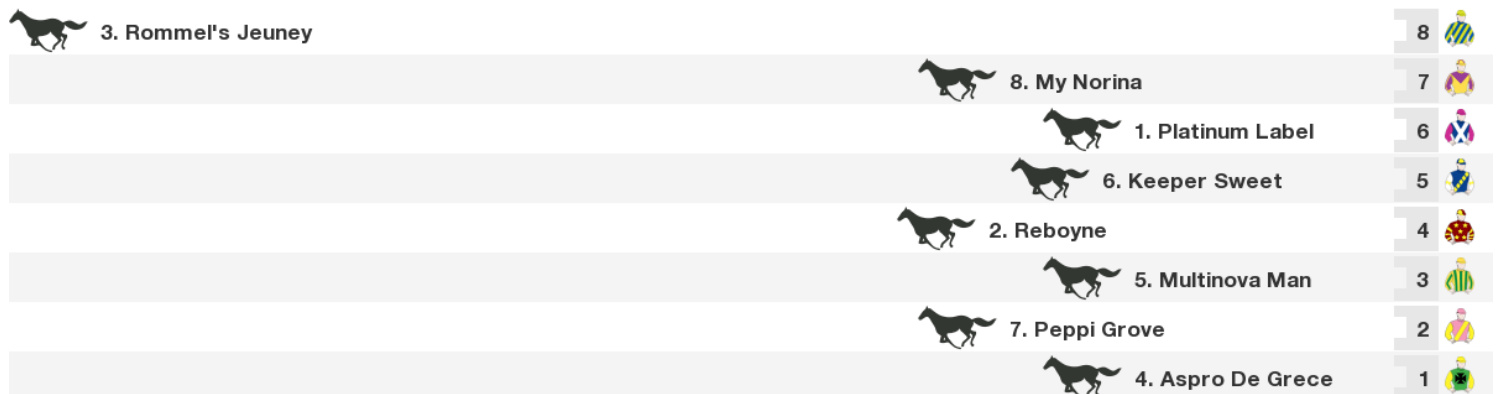 3. Rommel's Jeuney 8
8. My Norina 7
1. Platinum Label 6
6. Keeper Sweet 5
2. Reboyne 4
5. Multinova Man 3
7. Peppi Grove 2
4. Aspro De Grece 1